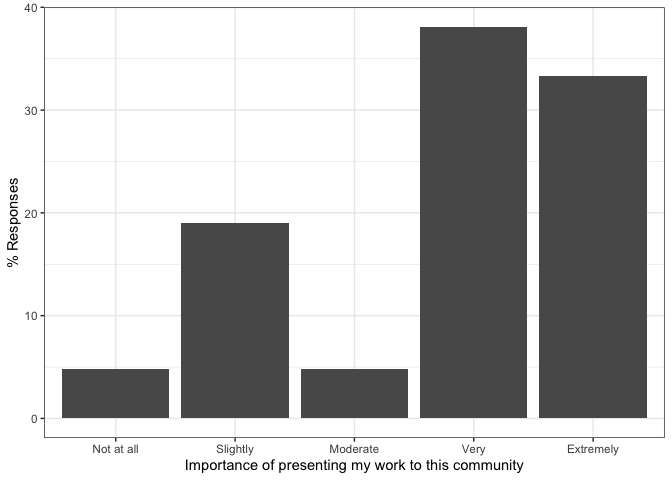 40
30
20
10
0
% Responses
Not at all Slightly Moderate Very Extremely
Importance of presenting my work to this community